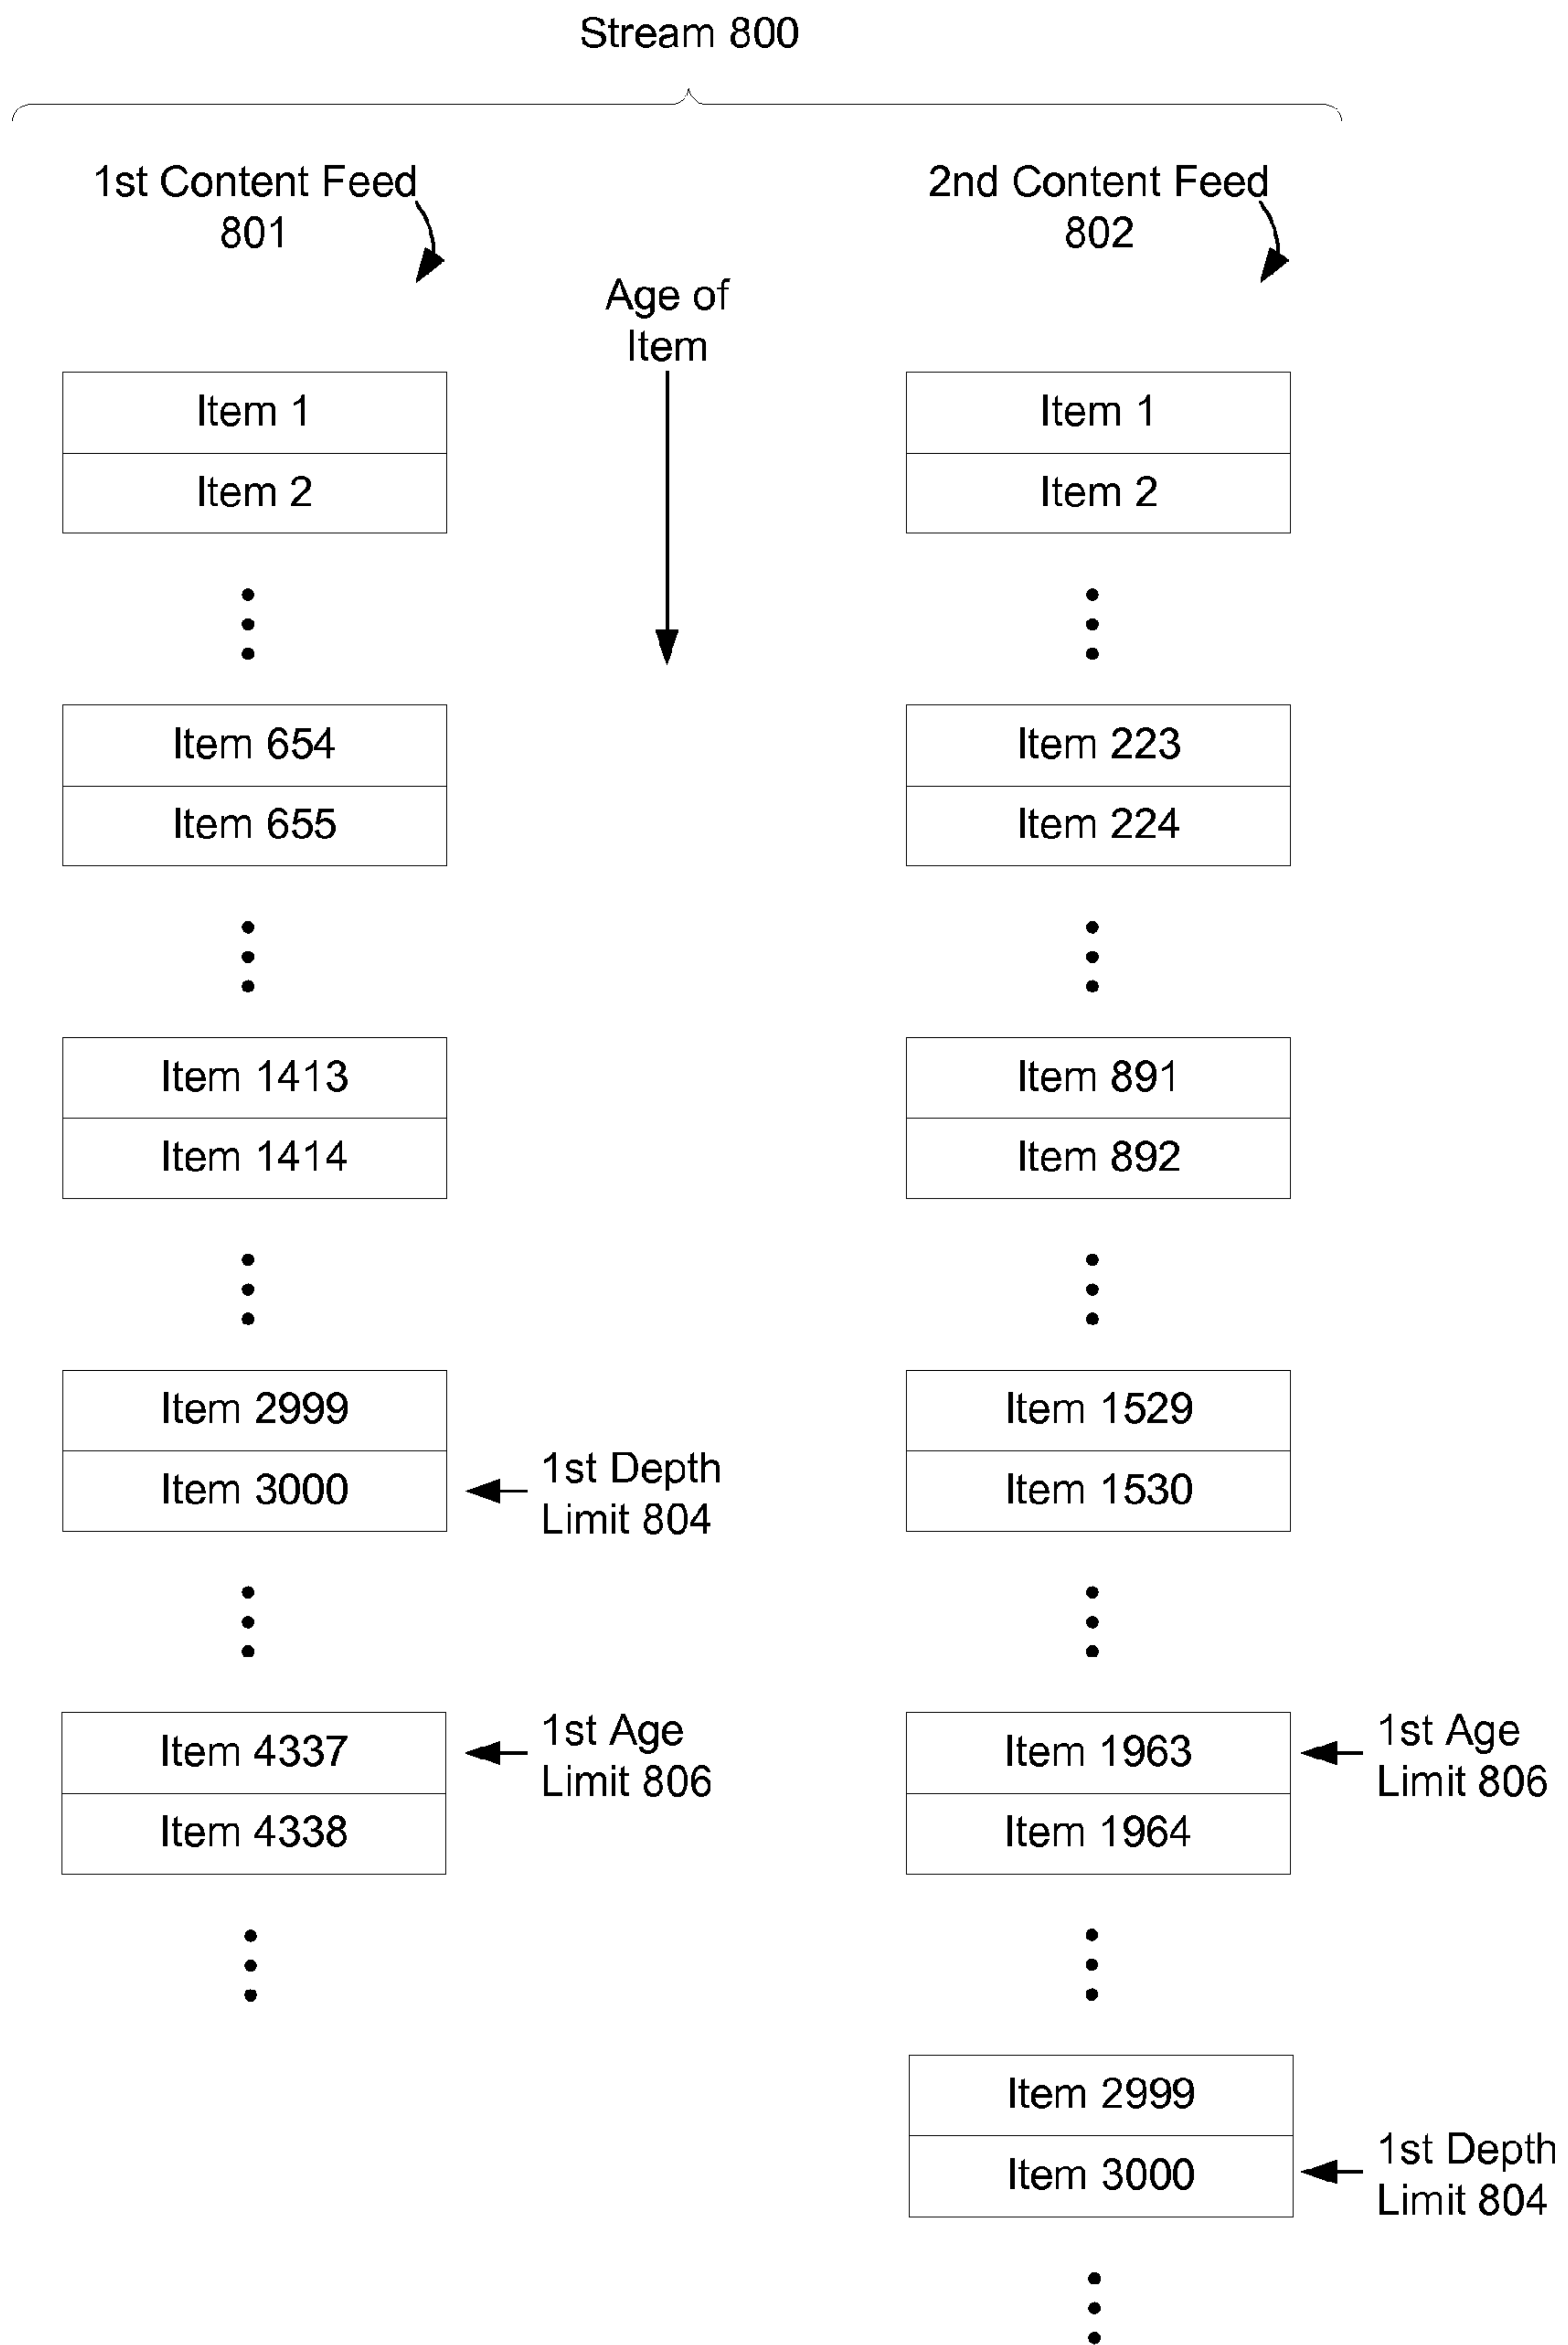 Stream 800
1st Content Feed
801
2nd Content Feed
802
Age of
Item
Item 1
Item 2
Item 1
Item 2
Item 654
Item 655
Item 223
Item 224
Item 1413
Item 1414
Item 891
Item 892
Item 2999
Item 3000
1st Depth
Limit 804
Item 1529
Item 1530
Item 4337
Item 4338
1st Age
Limit 806
Item 1963
Item 1964
1st Age
Limit 806
Item 2999
Item 3000
1st Depth
Limit 804